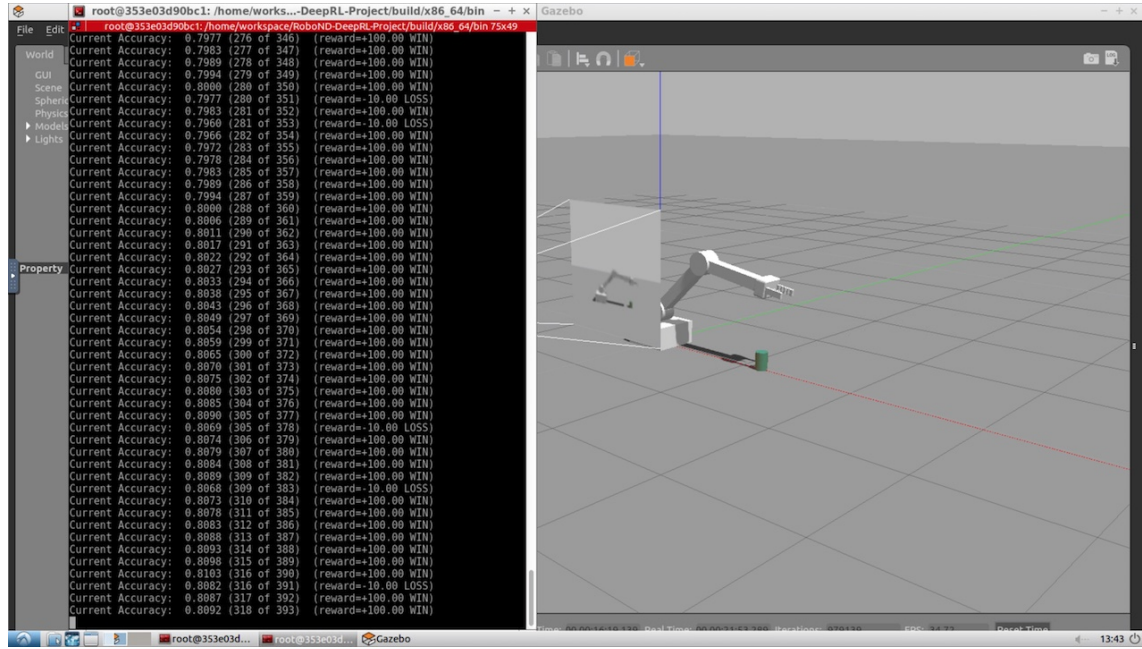 root@353e03d90bc1: /home/works...-DeepRL-Project/build/x86_64/bin
Gazebo
root@353e03d90bc1: /home/workspace/RoboND-DeepRL-Project/build/x86_64/bin 75x49
File Edit
World
GUI
Scene
Spheric
Physics
Models
Lights
Property
Current Accuracy: 0.7977 (276 of 346) (reward=+100.00 WIN)
Current Accuracy: 0.7983 (277 of 347) (reward=+100.00 WIN)
Current Accuracy: 0.7989 (278 of 348) (reward=+100.00 WIN)
Current Accuracy: 0.7994 (279 of 349) (reward=+100.00 WIN)
Current Accuracy: 0.8000 (280 of 350) (reward=+100.00 WIN)
Current Accuracy: 0.7977 (280 of 351) (reward=-10.00 LOSS)
Current Accuracy: 0.7983 (281 of 352) (reward=+100.00 WIN)
Current Accuracy: 0.7960 (281 of 353) (reward=-10.00 LOSS)
Current Accuracy: 0.7966 (282 of 354) (reward=+100.00 WIN)
Current Accuracy: 0.7972 (283 of 355) (reward=+100.00 WIN)
Current Accuracy: 0.7978 (284 of 356) (reward=+100.00 WIN)
Current Accuracy: 0.7983 (285 of 357) (reward=+100.00 WIN)
Current Accuracy: 0.7989 (286 of 358) (reward=+100.00 WIN)
Current Accuracy: 0.7994 (287 of 359) (reward=+100.00 WIN)
Current Accuracy: 0.8000 (288 of 360) (reward=+100.00 WIN)
Current Accuracy: 0.8006 (289 of 361) (reward=+100.00 WIN)
Current Accuracy: 0.8011 (290 of 362) (reward=+100.00 WIN)
Current Accuracy: 0.8017 (291 of 363) (reward=+100.00 WIN)
Current Accuracy: 0.8022 (292 of 364) (reward=+100.00 WIN)
Current Accuracy: 0.8027 (293 of 365) (reward=+100.00 WIN)
Current Accuracy: 0.8033 (294 of 366) (reward=+100.00 WIN)
Current Accuracy: 0.8038 (295 of 367) (reward=+100.00 WIN)
Current Accuracy: 0.8043 (296 of 368) (reward=+100.00 WIN)
Current Accuracy: 0.8049 (297 of 369) (reward=+100.00 WIN)
Current Accuracy: 0.8054 (298 of 370) (reward=+100.00 WIN)
Current Accuracy: 0.8059 (299 of 371) (reward=+100.00 WIN)
Current Accuracy: 0.8065 (300 of 372) (reward=+100.00 WIN)
Current Accuracy: 0.8070 (301 of 373) (reward=+100.00 WIN)
Current Accuracy: 0.8075 (302 of 374) (reward=+100.00 WIN)
Current Accuracy: 0.8080 (303 of 375) (reward=+100.00 WIN)
Current Accuracy: 0.8085 (304 of 376) (reward=+100.00 WIN)
Current Accuracy: 0.8090 (305 of 377) (reward=+100.00 WIN)
Current Accuracy: 0.8069 (305 of 378) (reward=-10.00 LOSS)
Current Accuracy: 0.8074 (306 of 379) (reward=+100.00 WIN)
Current Accuracy: 0.8079 (307 of 380) (reward=+100.00 WIN)
Current Accuracy: 0.8084 (308 of 381) (reward=+100.00 WIN)
Current Accuracy: 0.8089 (309 of 382) (reward=+100.00 WIN)
Current Accuracy: 0.8068 (309 of 383) (reward=-10.00 LOSS)
Current Accuracy: 0.8073 (310 of 384) (reward=+100.00 WIN)
Current Accuracy: 0.8078 (311 of 385) (reward=+100.00 WIN)
Current Accuracy: 0.8083 (312 of 386) (reward=+100.00 WIN)
Current Accuracy: 0.8088 (313 of 387) (reward=+100.00 WIN)
Current Accuracy: 0.8093 (314 of 388) (reward=+100.00 WIN)
Current Accuracy: 0.8098 (315 of 389) (reward=+100.00 WIN)
Current Accuracy: 0.8103 (316 of 390) (reward=+100.00 WIN)
Current Accuracy: 0.8082 (316 of 391) (reward=-10.00 LOSS)
Current Accuracy: 0.8087 (317 of 392) (reward=+100.00 WIN)
Current Accuracy: 0.8092 (318 of 393) (reward=+100.00 WIN)
Time: 00 00:16:19.139 Real Time: 00 00:21:53.289 Iterations: 979139 FPS: 34.72 Reset Time
root@353e03d... root@353e03d... Gazebo 13:43